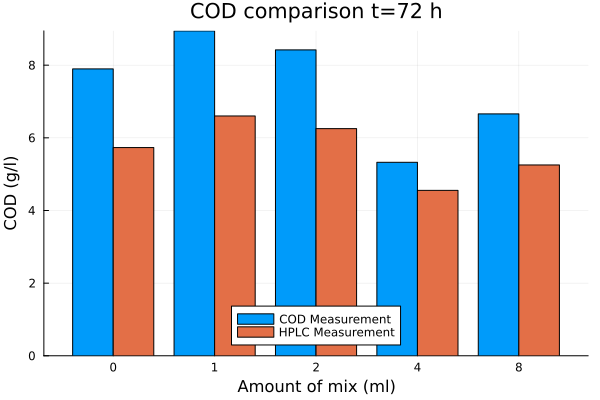 COD comparison t=72 h
COD (g/l)
8
6
4
2
0
COD Measurement
HPLC Measurement
0 1 2 4 8
Amount of mix (ml)